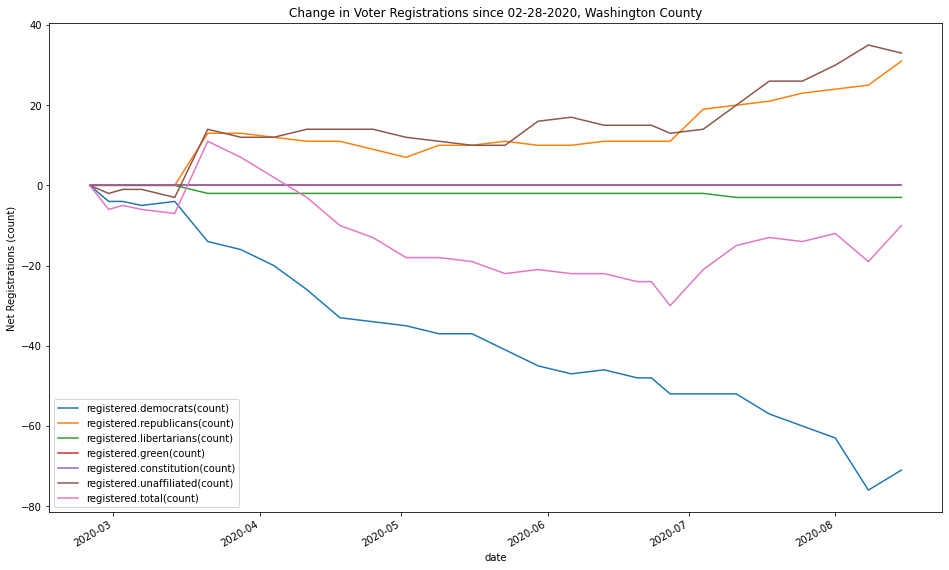 Change in Voter Registrations since 02-28-2020, Washington County
40
20
0
−20
−40
−60
−80
Net Registrations (count)
registered.democrats(count)
registered.republicans(count)
registered.libertarians(count)
registered.green(count)
registered.constitution(count)
registered.unaffiliated(count)
registered.total(count)
2020-03
2020-04
2020-05
2020-06
2020-07
2020-08
date